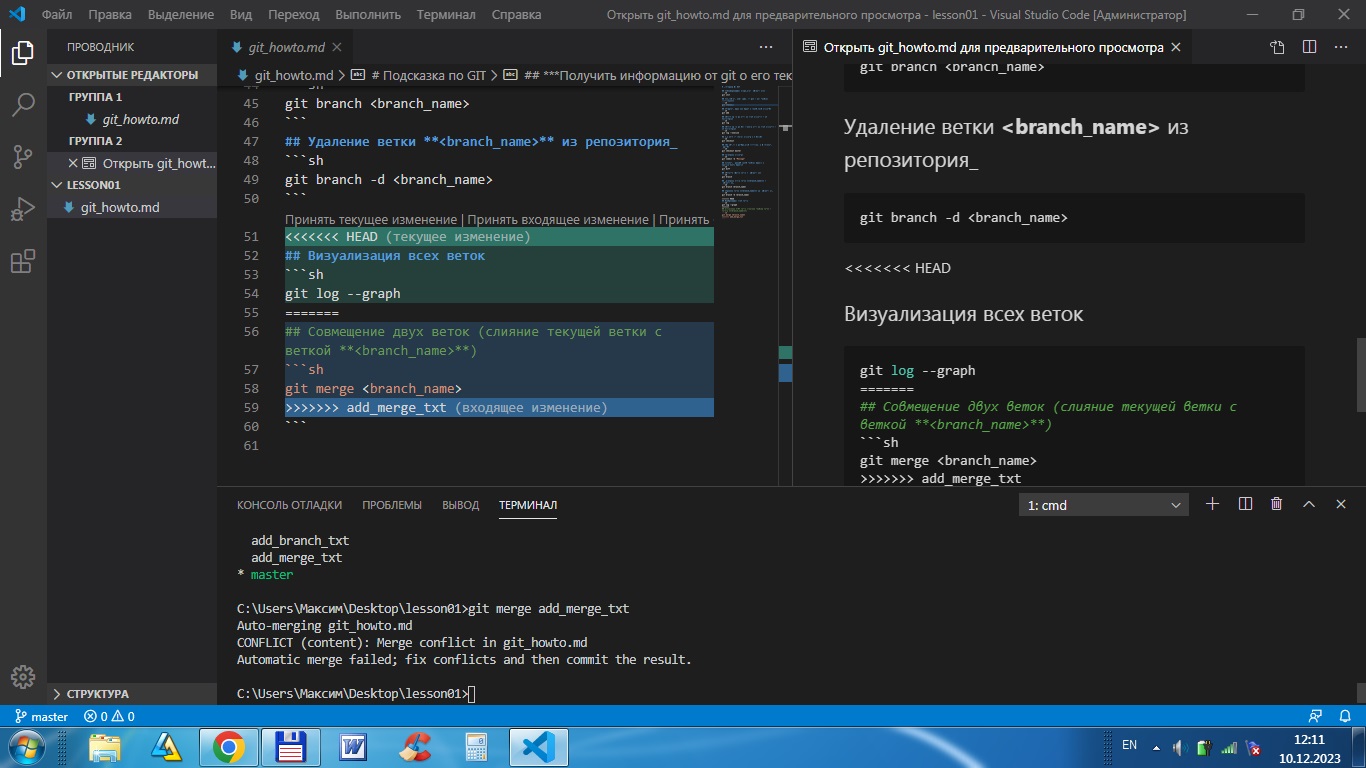 Файл Правка Выделение Вид Переход Выполнить Терминал Справка Открыть git_howto.md для предварительного просмотра - lesson01 - Visual Studio Code [Администратор]
ПРОВОДНИК
ОТКРЫТЫЕ РЕДАКТОРЫ
ГРУППА 1
git_howto.md
ГРУППА 2
Открыть git_howt...
LESSON01
git_howto.md
СТРУКТУРА
git_howto.md
git_howto.md > # Подсказка по GIT > ## ***Получить информацию от git о его тек
44 ```sh
45 git branch <branch_name>
46 ```
47 ## Удаление ветки **<branch_name>** из репозитория_
48 ```sh
49 git branch -d <branch_name>
50 ```
Принять текущее изменение | Принять входящее изменение | Принять
51 <<<<<<< HEAD (текущее изменение)
52 ## Визуализация всех веток
53 ```sh
54 git log --graph
55 =======
56 ## Совмещение двух веток (слияние текущей ветки с
веткой **<branch_name>**)
57 ```sh
58 git merge <branch_name>
59 >>>>>>> add_merge_txt (входящее изменение)
60 ```
61
Открыть git_howto.md для предварительного просмотра
git branch <branch_name>
Удаление ветки <branch_name> из
репозитория_
git branch -d <branch_name>
<<<<<<< HEAD
Визуализация всех веток
git log --graph
=======
## Совмещение двух веток (слияние текущей ветки с
веткой **<branch_name>**)
```sh
git merge <branch_name>
>>>>>>> add_merge_txt
КОНСОЛЬ ОТЛАДКИ ПРОБЛЕМЫ ВЫВОД ТЕРМИНАЛ 1: cmd
add_branch_txt
add_merge_txt
* master
C:\Users\Максим\Desktop\lesson01>git merge add_merge_txt
Auto-merging git_howto.md
CONFLICT (content): Merge conflict in git_howto.md
Automatic merge failed; fix conflicts and then commit the result.
C:\Users\Максим\Desktop\lesson01>
master 0 0
EN 12:11
10.12.2023